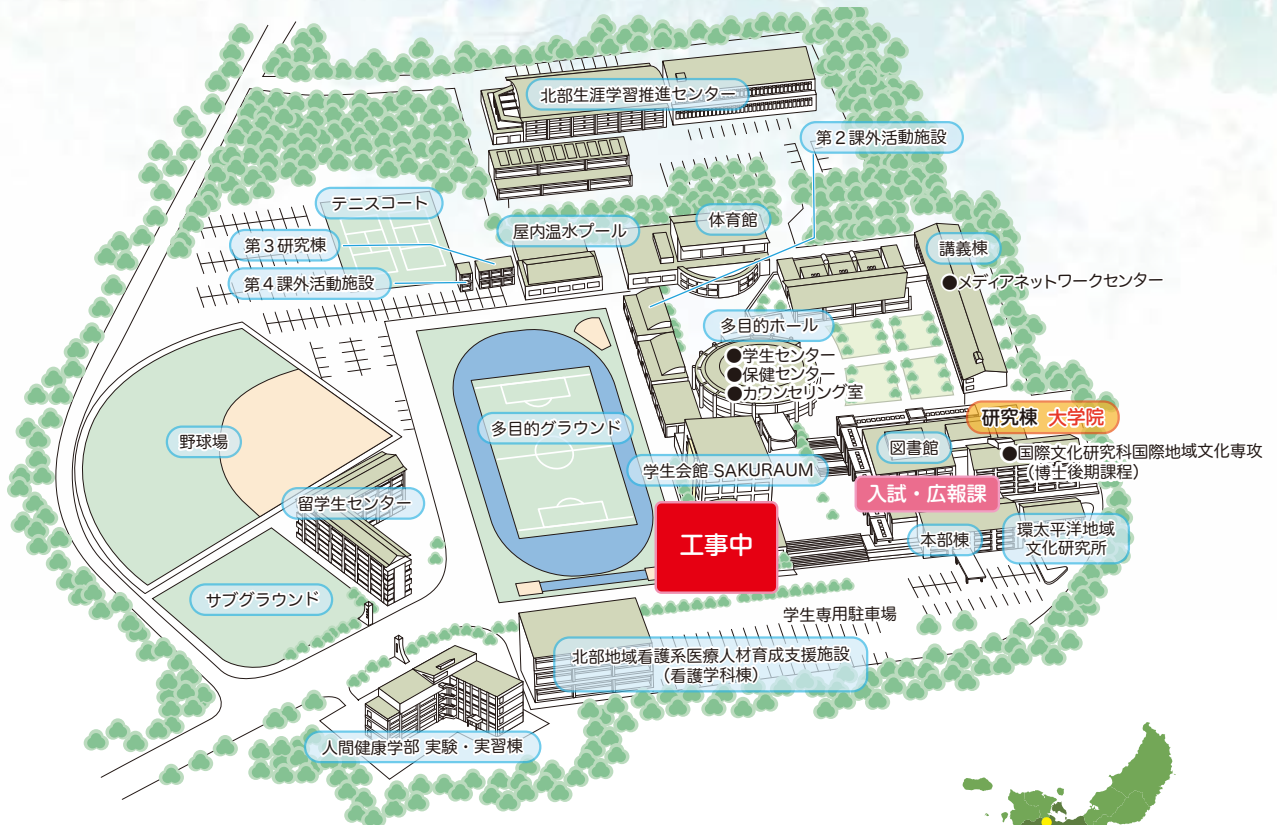 北部生涯学習推進センター
第２課外活動施設
テニスコート
体育館
屋内温水プール
第３研究棟
講義棟
第４課外活動施設
●メディアネットワークセンター
多目的ホール
●学生センター
●保健センター
●カウンセリング室
研究棟 大学院
多目的グラウンド
野球場
図書館
●国際文化研究科国際地域文化専攻
（博士後期課程）
学生会館 SAKURAUM
入試・広報課
留学生センター
工事中
本部棟
環太平洋地域
文化研究所
サブグラウンド
学生専用駐車場
北部地域看護系医療人材育成支援施設
（看護学科棟）
人間健康学部 実験・実習棟